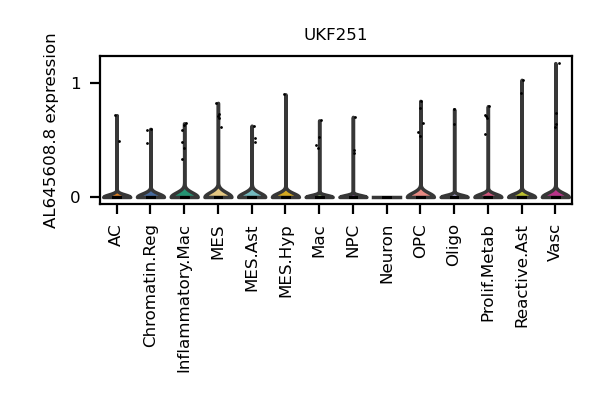 UKF251
AL645608.8 expression
1
0
AC
Chromatin.Reg
Inflammatory.Mac
MES
MES.Ast
MES.Hyp
Mac
NPC
Neuron
OPC
Oligo
Prolif.Metab
Reactive.Ast
Vasc